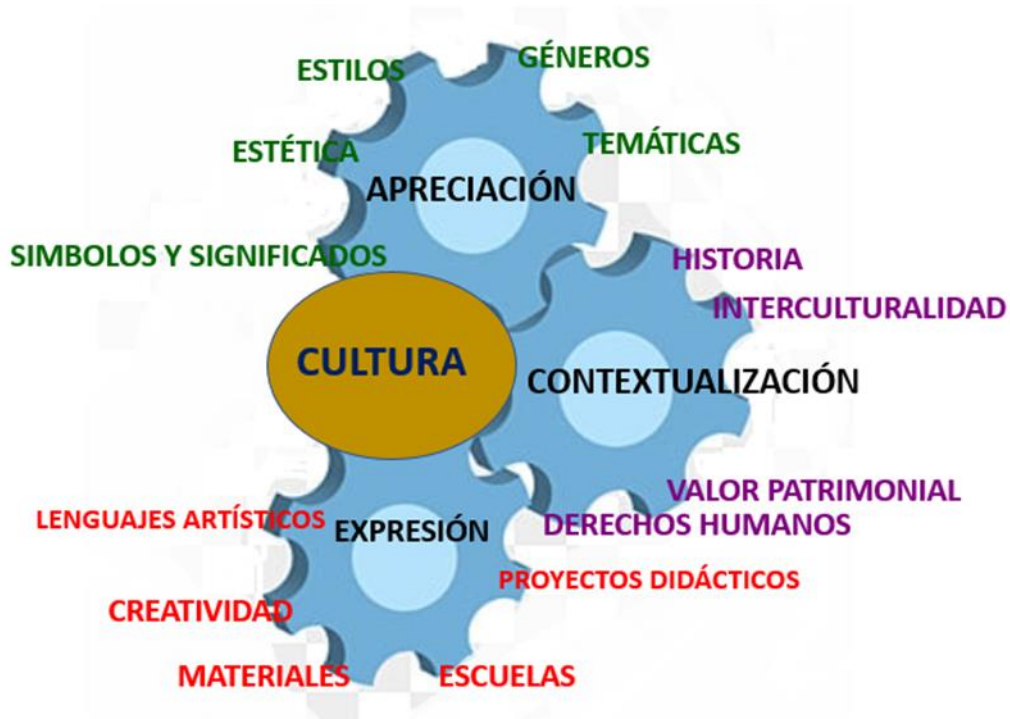 ESTILOS
GÉNEROS
ESTÉTICA
TEMÁTICAS
APRECIACIÓN
SIMBOLOS Y SIGNIFICADOS
HISTORIA
INTERCULTURALIDAD
CULTURA
CONTEXTUALIZACIÓN
VALOR PATRIMONIAL
DERECHOS HUMANOS
LENGUAJES ARTÍSTICOS
EXPRESIÓN
PROYECTOS DIDÁCTICOS
CREATIVIDAD
MATERIALES
ESCUELAS